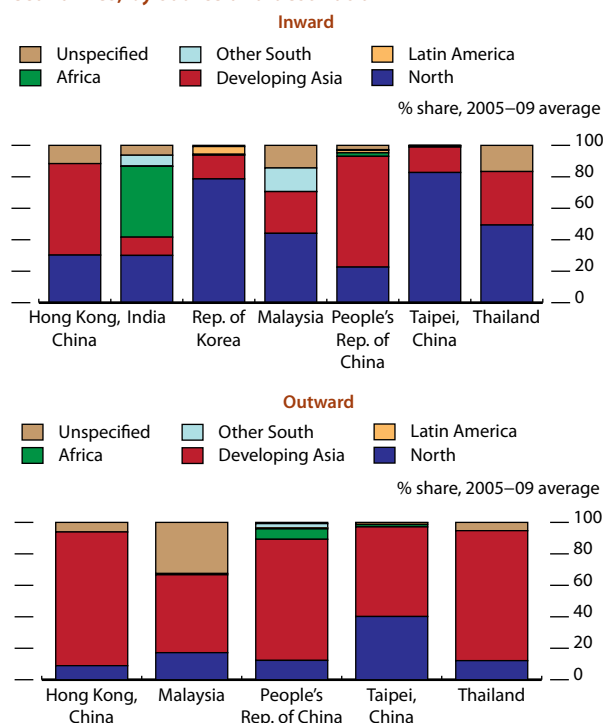 Inward
Unspecified Other South Latin America
Africa Developing Asia North
% share, 2005–09 average
100
80
60
40
20
0
Hong Kong, India Rep. of Malaysia People's Taipei, Thailand
China Korea Rep. of China
China
Outward
Unspecified Other South Latin America
Africa Developing Asia North
% share, 2005–09 average
100
80
60
40
20
0
Hong Kong, Malaysia People's Taipei, Thailand
China Rep. of China China